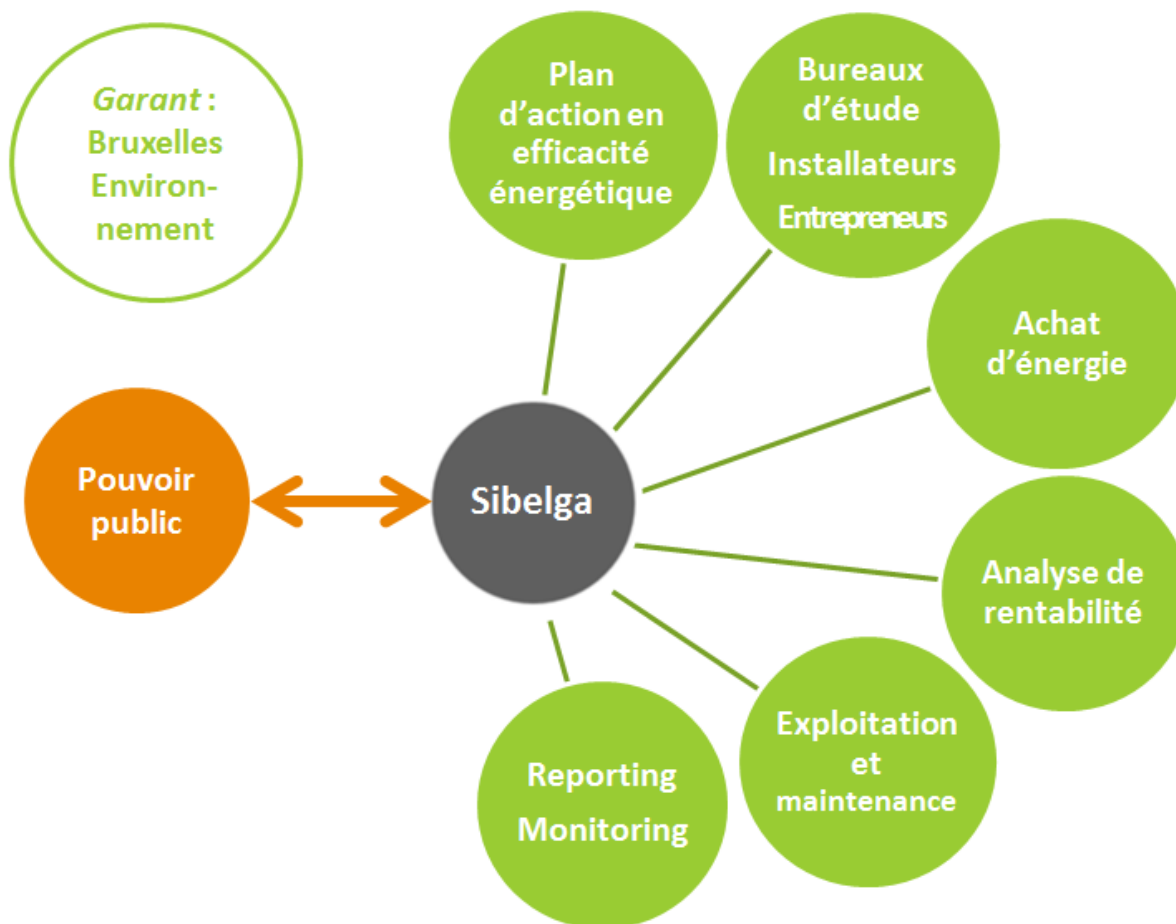 Garant :
Bruxelles
Environ-
nement
Plan
d’action en
efficacité
énergétique
Bureaux
d’étude
Installateurs
Entrepreneurs
Achat
d’énergie
Pouvoir
public
Sibelga
Analyse de
rentabilité
Exploitation
et
maintenance
Reporting
Monitoring